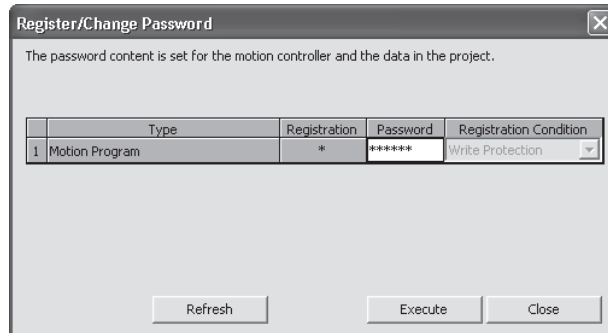 Register/Change Password
The password content is set for the motion controller and the data in the project.
Type Registration Password Registration Condition
1 Motion Program * ****** Write Protection
Refresh Execute Close